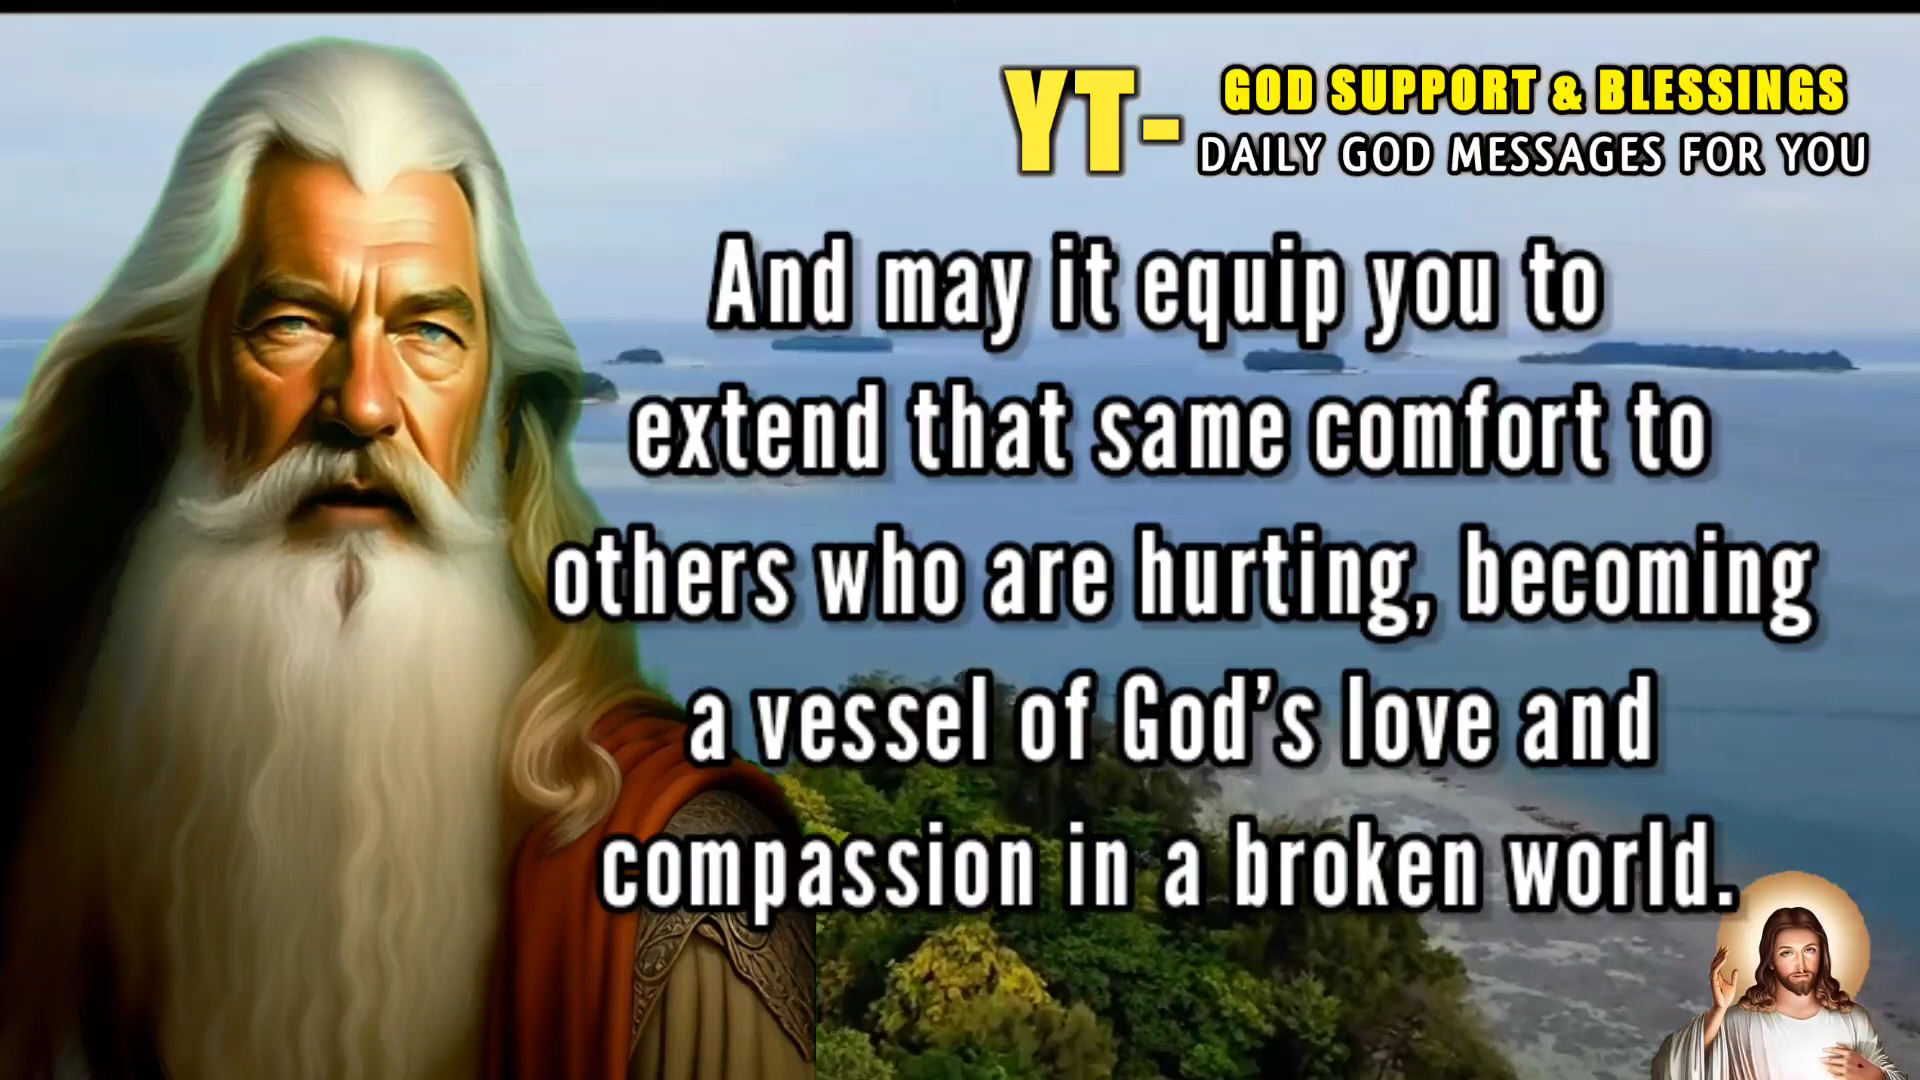 YT- GOD SUPPORT & BLESSINGS
DAILY GOD MESSAGES FOR YOU
And may it equip you to
extend that same comfort to
others who are hurting, becoming
a vessel of God’s love and
compassion in a broken world.